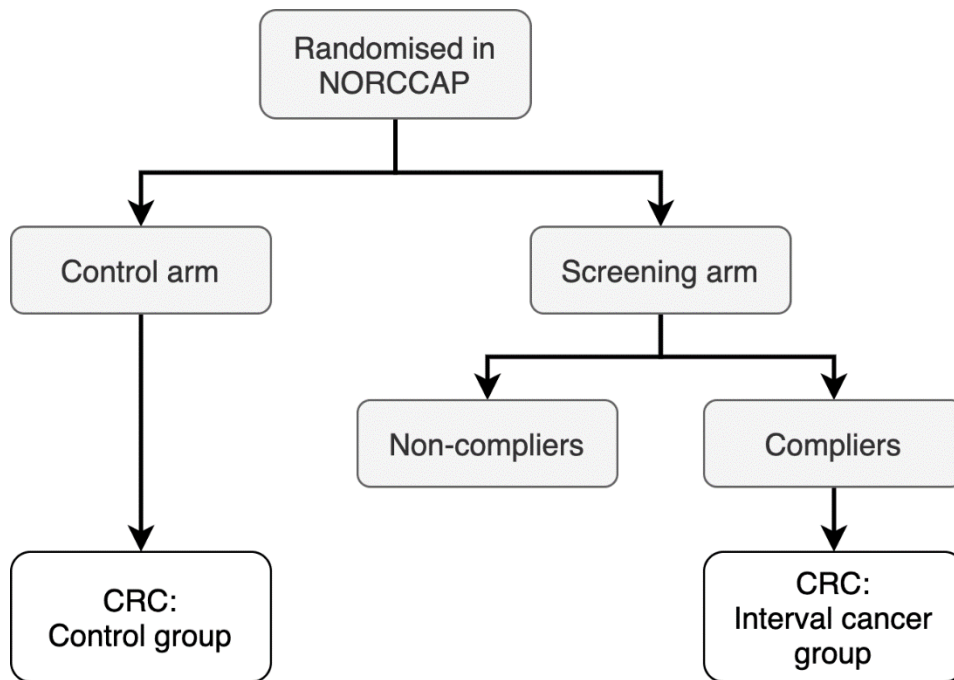 Randomised in
NORCCAP
Control arm
Screening arm
Non-compliers
Compliers
CRC:
Control group
CRC:
Interval cancer
group